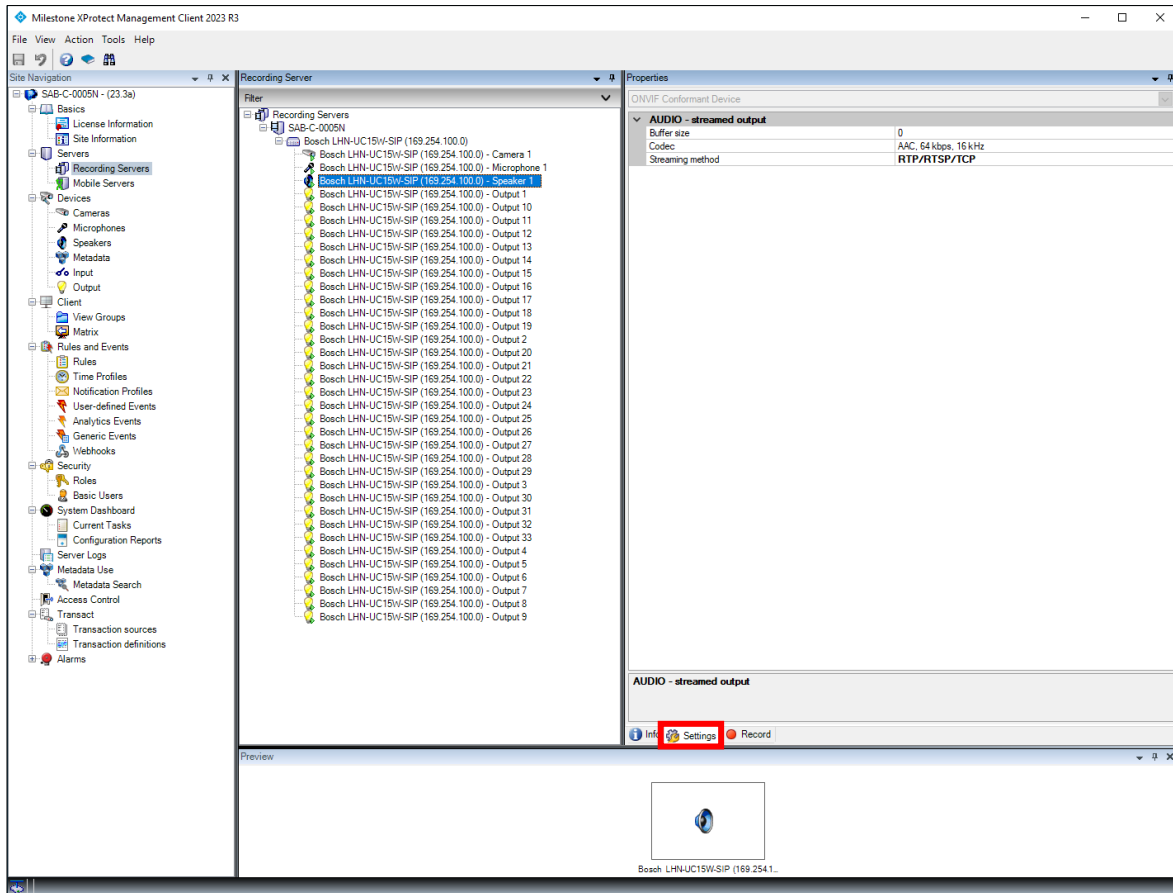 Milestone XProtect Management Client 2023 R3
File View Action Tools Help
Site Navigation
SAB-C-0005N - (23.3a)
Basics
License Information
Site Information
Servers
Recording Servers
Mobile Servers
Devices
Cameras
Microphones
Speakers
Metadata
Input
Output
Client
View Groups
Matrix
Rules and Events
Rules
Time Profiles
Notification Profiles
User-defined Events
Analytics Events
Generic Events
Webhooks
Security
Roles
Basic Users
System Dashboard
Current Tasks
Configuration Reports
Server Logs
Metadata Use
Metadata Search
Access Control
Transact
Transaction sources
Transaction definitions
Alarms
Recording Server
Filter
Recording Servers
SAB-C-0005N
Bosch LHN-UC15W-SIP (169.254.100.0)
Bosch LHN-UC15W-SIP (169.254.100.0) - Camera 1
Bosch LHN-UC15W-SIP (169.254.100.0) - Microphone 1
Bosch LHN-UC15W-SIP (169.254.100.0) - Speaker 1
Bosch LHN-UC15W-SIP (169.254.100.0) - Output 1
Bosch LHN-UC15W-SIP (169.254.100.0) - Output 10
Bosch LHN-UC15W-SIP (169.254.100.0) - Output 11
Bosch LHN-UC15W-SIP (169.254.100.0) - Output 12
Bosch LHN-UC15W-SIP (169.254.100.0) - Output 13
Bosch LHN-UC15W-SIP (169.254.100.0) - Output 14
Bosch LHN-UC15W-SIP (169.254.100.0) - Output 15
Bosch LHN-UC15W-SIP (169.254.100.0) - Output 16
Bosch LHN-UC15W-SIP (169.254.100.0) - Output 17
Bosch LHN-UC15W-SIP (169.254.100.0) - Output 18
Bosch LHN-UC15W-SIP (169.254.100.0) - Output 19
Bosch LHN-UC15W-SIP (169.254.100.0) - Output 2
Bosch LHN-UC15W-SIP (169.254.100.0) - Output 20
Bosch LHN-UC15W-SIP (169.254.100.0) - Output 21
Bosch LHN-UC15W-SIP (169.254.100.0) - Output 22
Bosch LHN-UC15W-SIP (169.254.100.0) - Output 23
Bosch LHN-UC15W-SIP (169.254.100.0) - Output 24
Bosch LHN-UC15W-SIP (169.254.100.0) - Output 25
Bosch LHN-UC15W-SIP (169.254.100.0) - Output 26
Bosch LHN-UC15W-SIP (169.254.100.0) - Output 27
Bosch LHN-UC15W-SIP (169.254.100.0) - Output 28
Bosch LHN-UC15W-SIP (169.254.100.0) - Output 29
Bosch LHN-UC15W-SIP (169.254.100.0) - Output 3
Bosch LHN-UC15W-SIP (169.254.100.0) - Output 30
Bosch LHN-UC15W-SIP (169.254.100.0) - Output 31
Bosch LHN-UC15W-SIP (169.254.100.0) - Output 32
Bosch LHN-UC15W-SIP (169.254.100.0) - Output 33
Bosch LHN-UC15W-SIP (169.254.100.0) - Output 4
Bosch LHN-UC15W-SIP (169.254.100.0) - Output 5
Bosch LHN-UC15W-SIP (169.254.100.0) - Output 6
Bosch LHN-UC15W-SIP (169.254.100.0) - Output 7
Bosch LHN-UC15W-SIP (169.254.100.0) - Output 8
Bosch LHN-UC15W-SIP (169.254.100.0) - Output 9
Properties
ONVIF Conformant Device
AUDIO - streamed output
Buffer size 0
Codec AAC, 64 kbps, 16 kHz
Streaming method RTP/RTSP/TCP
AUDIO - streamed output
Info Settings Record
Preview
Bosch LHN-UC15W-SIP (169.254.1...